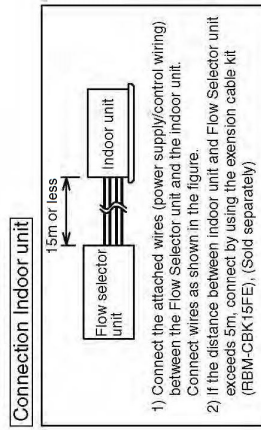 Connection Indoor unit
15m or less
Flow selector
unit
Indoor unit
1) Connect the attached wires (power supply/control wiring)
between the Flow Selector unit and the indoor unit.
Connect wires as shown in the figure.
2) If the distance between indoor unit and Flow Selector unit
exceeds 5m, connect by using the exension cable kit
(RBM-CBK15FE), (Sold separately)